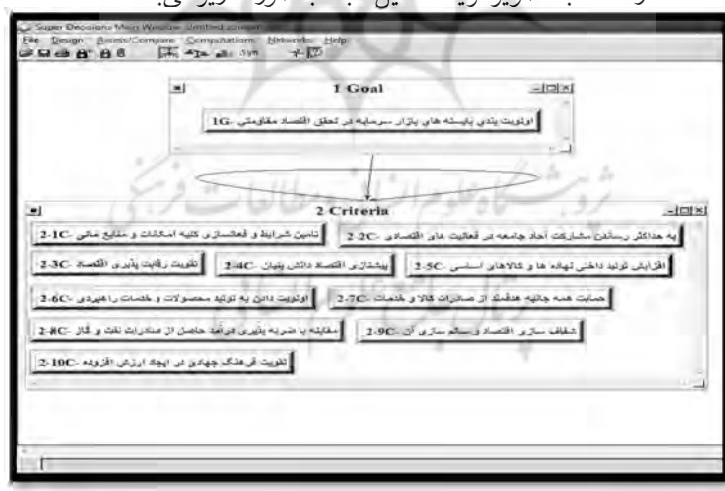 Super Decisions Main Window: Untitled
File Design Assess/Compare Computations Networks Help
1 Goal
1G- اولویت بندی بایسته های بازار سرمایه در تحقق اقتصاد مقاومتی
2 Criteria
2-1C- تامین شرایط و فعالسازی کلیه امکانات و منابع مالی
2-2C- به حداکثر رساندن مشارکت آحاد جامعه در فعالیت های اقتصادی
2-3C- تقویت رقابت پذیری اقتصاد
2-4C- پیشتازی اقتصاد دانش بنیان
2-5C- افزایش تولید داخلی نهاده ها و کالاهای اساسی
2-6C- اولویت دادن به تولید محصولات و خدمات راهبردی
2-7C- حمایت همه جانبه هدفمند از صادرات کالا و خدمات
2-8C- مقابله با ضربه پذیری درآمد حاصل از صادرات نفت و گاز
2-9C- شفاف سازی اقتصاد و سالم سازی آن
2-10C- تقویت فرهنگ جهادی در ایجاد ارزش افزوده